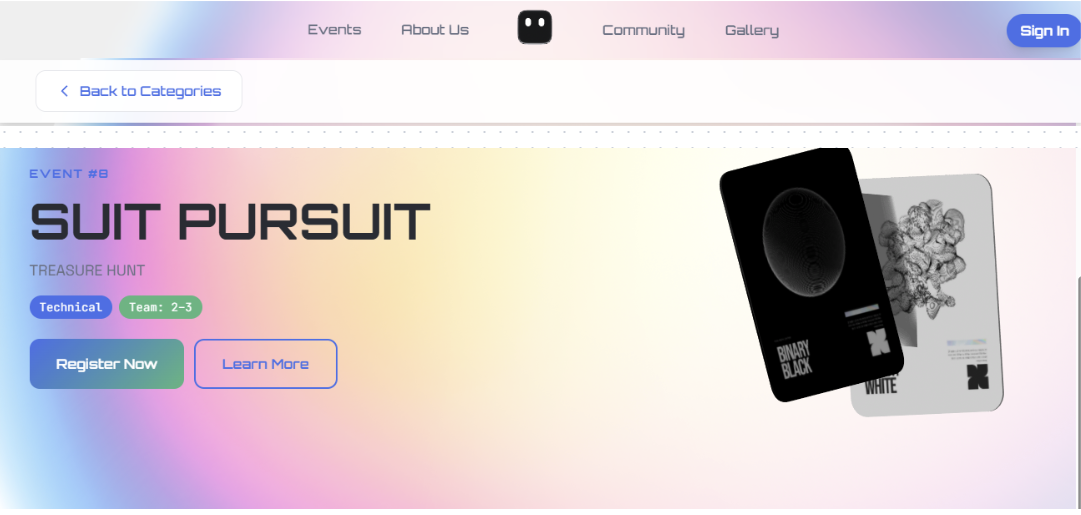 Events
About Us
Community
Gallery
Sign In
Back to Categories
EVENT #8
SUIT PURSUIT
TREASURE HUNT
Technical
Team: 2-3
Register Now
Learn More
BINARY
BLACK
WHITE